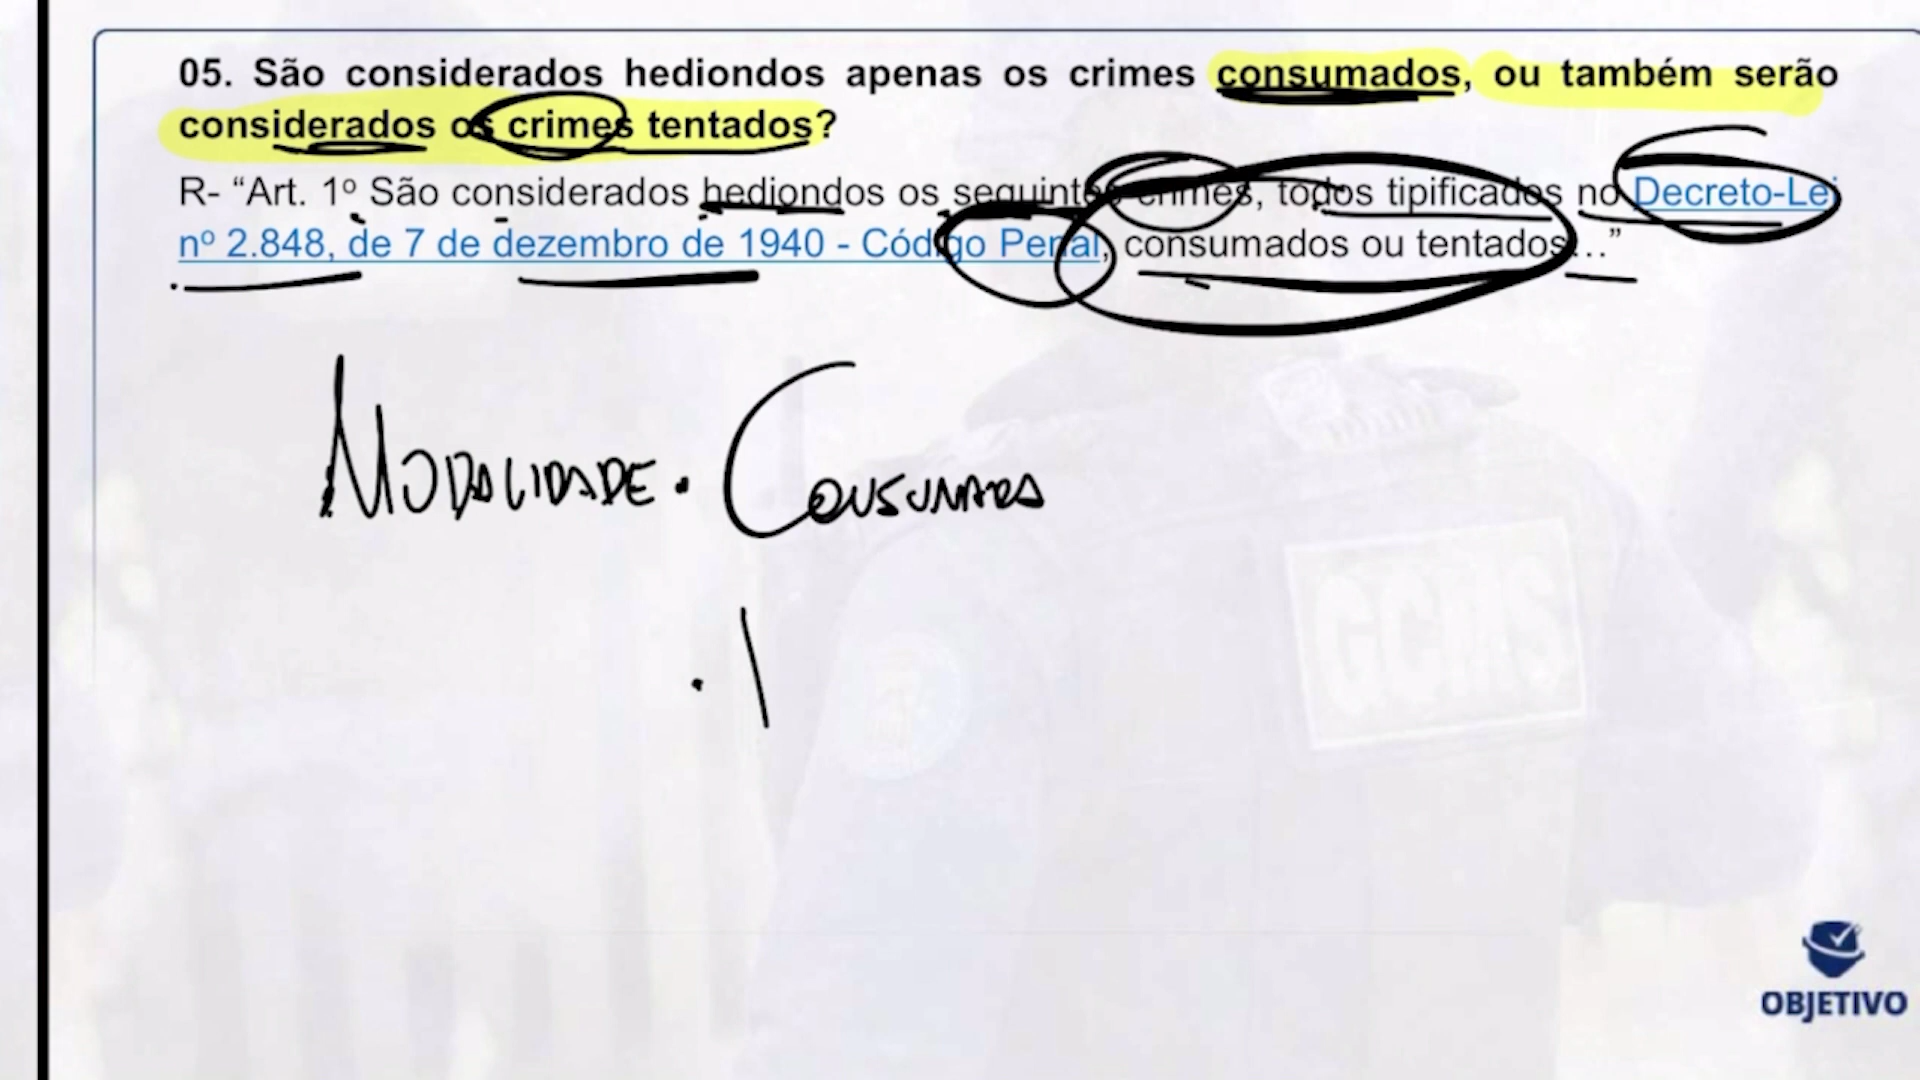 05. São considerados hediondos apenas os crimes consumados, ou também serão
considerados os crimes tentados?
R- “Art. 1º São considerados hediondos os seguintes crimes, todos tipificados no Decreto-Lei
nº 2.848, de 7 de dezembro de 1940 - Código Penal, consumados ou tentados...”
MODALIDADE. CONSUMADA
GCMS
OBJETIVO